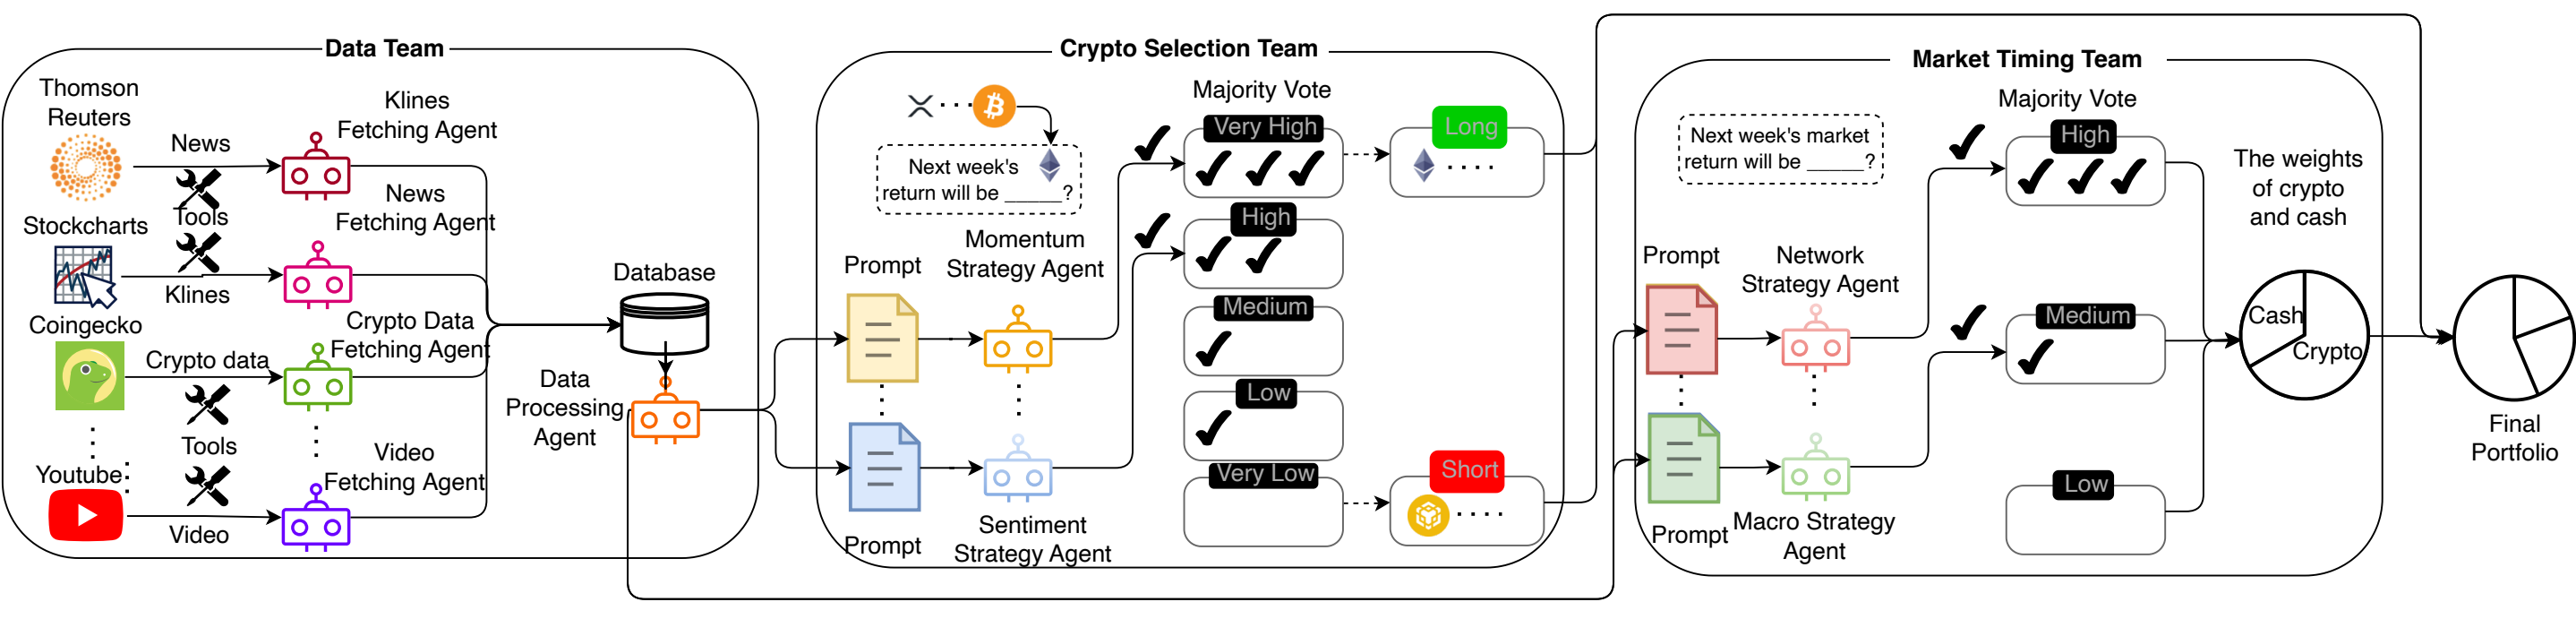 Data Team
Thomson
Reuters
News
Klines
Fetching Agent
Tools
Stockcharts
News
Fetching Agent
Klines
Coingecko
Crypto data
Crypto Data
Fetching Agent
Tools
Youtube
Video
Video
Fetching Agent
Database
Data
Processing
Agent
Crypto Selection Team
Next week's
return will be _____?
Prompt
Momentum
Strategy Agent
Prompt
Sentiment
Strategy Agent
Majority Vote
Very High
High
Medium
Low
Very Low
Long
Short
Market Timing Team
Next week's market
return will be _____?
Prompt
Network
Strategy Agent
Prompt
Macro Strategy
Agent
Majority Vote
High
Medium
Low
The weights
of crypto
and cash
Cash
Crypto
Final
Portfolio